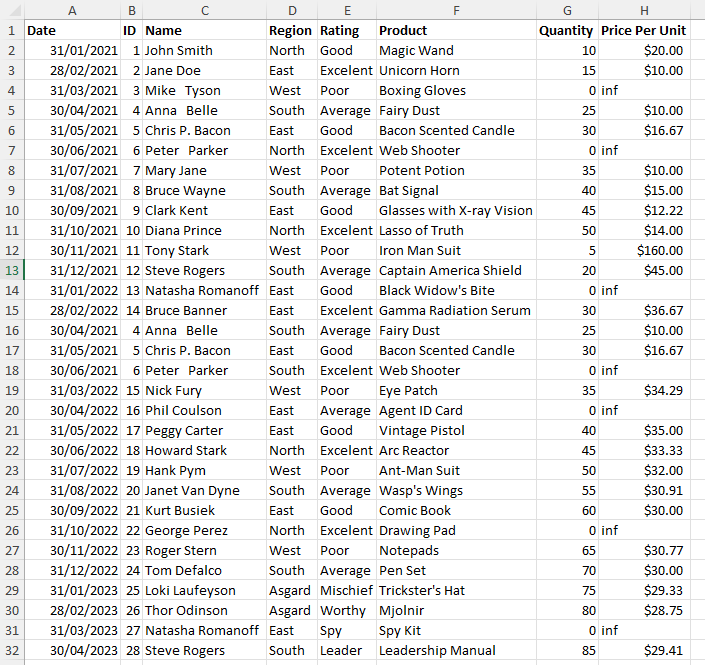 A B C D E F G H
1 Date ID Name Region Rating Product Quantity Price Per Unit
2 31/01/2021 1 John Smith North Good Magic Wand 10 $20.00
3 28/02/2021 2 Jane Doe East Excelent Unicorn Horn 15 $10.00
4 31/03/2021 3 Mike   Tyson West Poor Boxing Gloves 0 inf
5 30/04/2021 4 Anna   Belle South Average Fairy Dust 25 $10.00
6 31/05/2021 5 Chris P. Bacon East Good Bacon Scented Candle 30 $16.67
7 30/06/2021 6 Peter   Parker North Excelent Web Shooter 0 inf
8 31/07/2021 7 Mary Jane West Poor Potent Potion 35 $10.00
9 31/08/2021 8 Bruce Wayne South Average Bat Signal 40 $15.00
10 30/09/2021 9 Clark Kent East Good Glasses with X-ray Vision 45 $12.22
11 31/10/2021 10 Diana Prince North Excelent Lasso of Truth 50 $14.00
12 30/11/2021 11 Tony Stark West Poor Iron Man Suit 5 $160.00
13 31/12/2021 12 Steve Rogers South Average Captain America Shield 20 $45.00
14 31/01/2022 13 Natasha Romanoff East Good Black Widow's Bite 0 inf
15 28/02/2022 14 Bruce Banner East Excelent Gamma Radiation Serum 30 $36.67
16 30/04/2021 4 Anna   Belle South Average Fairy Dust 25 $10.00
17 31/05/2021 5 Chris P. Bacon East Good Bacon Scented Candle 30 $16.67
18 30/06/2021 6 Peter   Parker South Excelent Web Shooter 0 inf
19 31/03/2022 15 Nick Fury West Poor Eye Patch 35 $34.29
20 30/04/2022 16 Phil Coulson East Average Agent ID Card 0 inf
21 31/05/2022 17 Peggy Carter East Good Vintage Pistol 40 $35.00
22 30/06/2022 18 Howard Stark North Excelent Arc Reactor 45 $33.33
23 31/07/2022 19 Hank Pym West Poor Ant-Man Suit 50 $32.00
24 31/08/2022 20 Janet Van Dyne South Average Wasp's Wings 55 $30.91
25 30/09/2022 21 Kurt Busiek East Good Comic Book 60 $30.00
26 31/10/2022 22 George Perez North Excelent Drawing Pad 0 inf
27 30/11/2022 23 Roger Stern West Poor Notepads 65 $30.77
28 31/12/2022 24 Tom Defalco South Average Pen Set 70 $30.00
29 31/01/2023 25 Loki Laufeyson Asgard Mischief Trickster's Hat 75 $29.33
30 28/02/2023 26 Thor Odinson Asgard Worthy Mjolnir 80 $28.75
31 31/03/2023 27 Natasha Romanoff East Spy Spy Kit 0 inf
32 30/04/2023 28 Steve Rogers South Leader Leadership Manual 85 $29.41